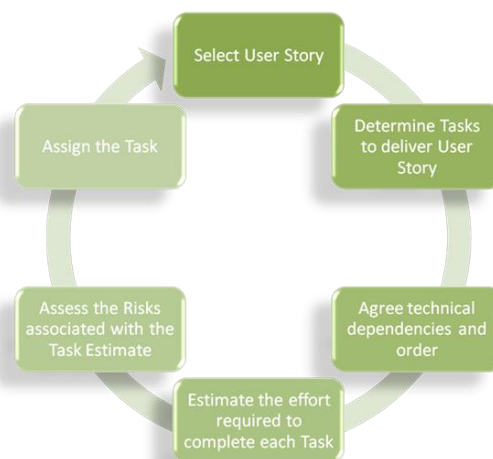 Select User Story
Determine Tasks
to deliver User
Story
Agree technical
dependencies and
order
Estimate the effort
required to
complete each Task
Assess the Risks
associated with the
Task Estimate
Assign the Task